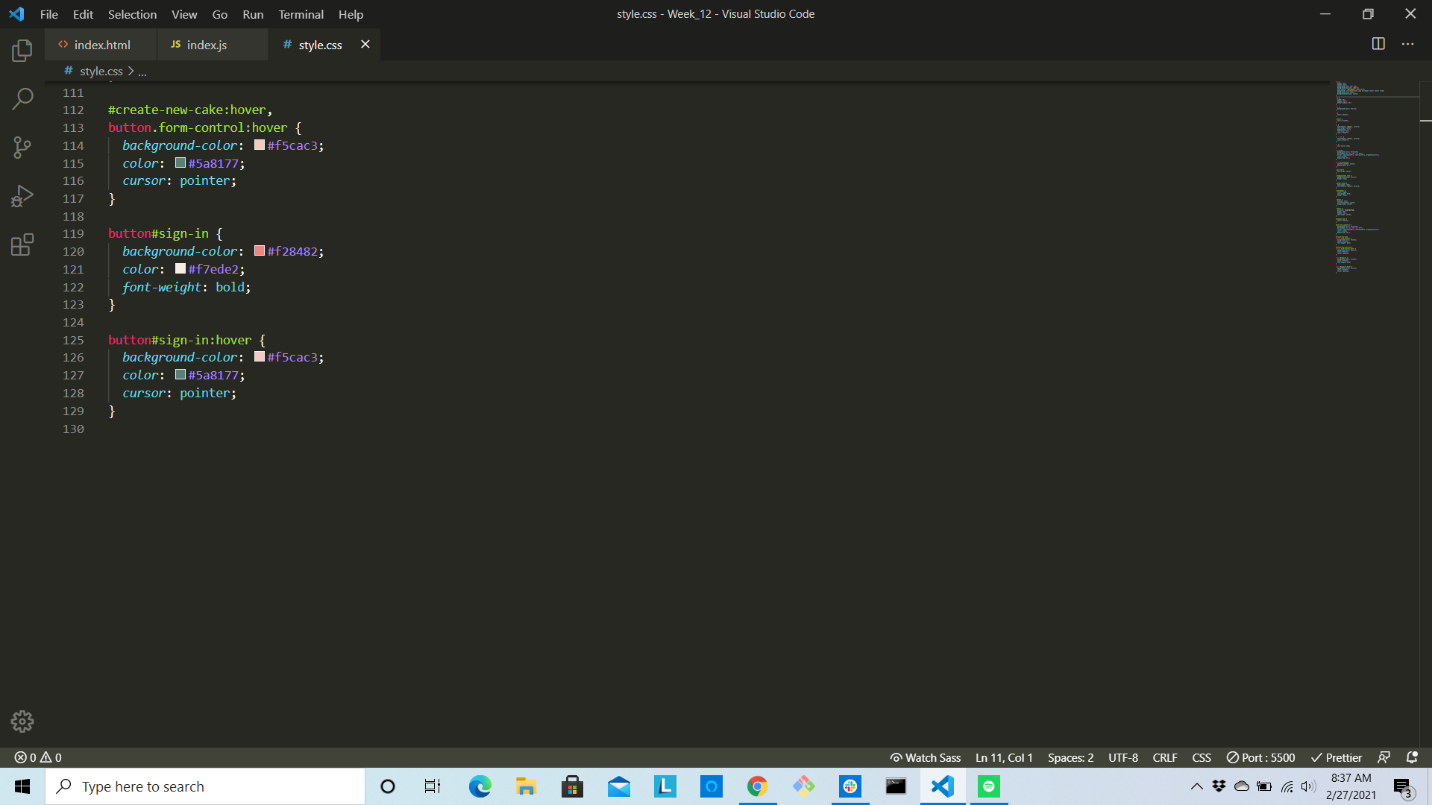 File Edit Selection View Go Run Terminal Help style.css - Week_12 - Visual Studio Code
<> index.html JS index.js # style.css
# style.css > ...
111
112 #create-new-cake:hover,
113 button.form-control:hover {
114 background-color: #f5cac3;
115 color: #5a8177;
116 cursor: pointer;
117 }
118
119 button#sign-in {
120 background-color: #f28482;
121 color: #f7ede2;
122 font-weight: bold;
123 }
124
125 button#sign-in:hover {
126 background-color: #f5cac3;
127 color: #5a8177;
128 cursor: pointer;
129 }
130
0 0 Watch Sass Ln 11, Col 1 Spaces: 2 UTF-8 CRLF CSS Port : 5500 Prettier
Type here to search
8:37 AM
2/27/2021
3